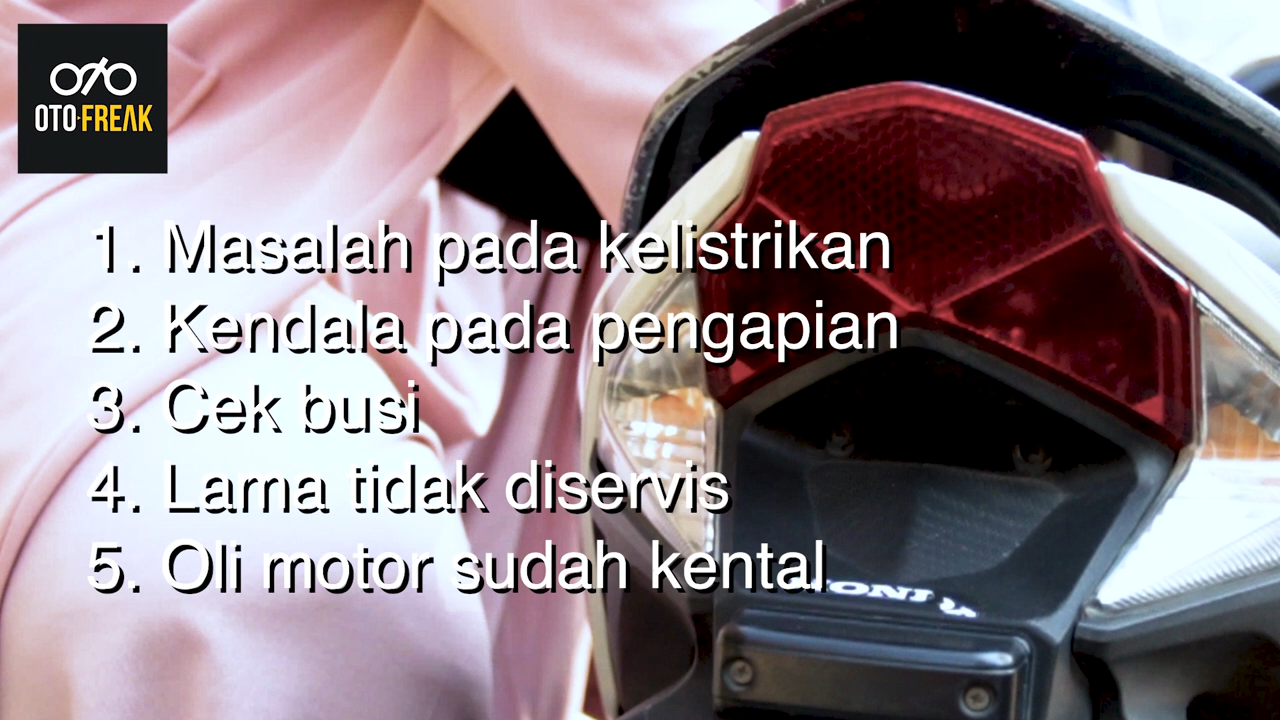 OTO FREAK
1. Masalah pada kelistrikan
2. Kendala pada pengapian
3. Cek busi
4. Lama tidak diservis
5. Oli motor sudah kental
HONDA